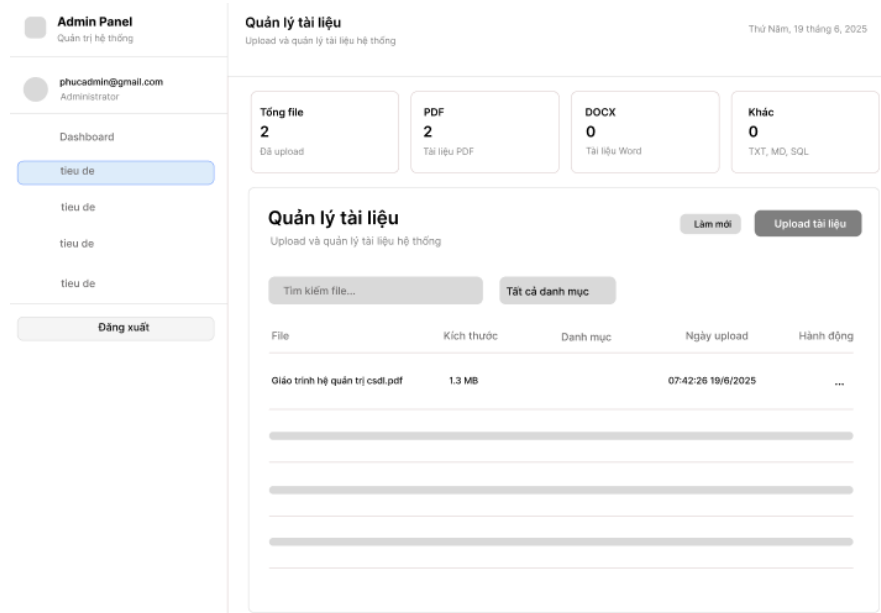 Admin Panel
Quản trị hệ thống
phucadmin@gmail.com
Administrator
Dashboard
tieu de
tieu de
tieu de
tieu de
Đăng xuất
Quản lý tài liệu
Upload và quản lý tài liệu hệ thống
Thứ Năm, 19 tháng 6, 2025
Tổng file
2
Đã upload
PDF
2
Tài liệu PDF
DOCX
0
Tài liệu Word
Khác
0
TXT, MD, SQL
Quản lý tài liệu
Upload và quản lý tài liệu hệ thống
Làm mới
Upload tài liệu
Tìm kiếm file...
Tất cả danh mục
File Kích thước Danh mục Ngày upload Hành động
Giáo trình hệ quản trị csdl.pdf 1.3 MB 07:42:26 19/6/2025 ...